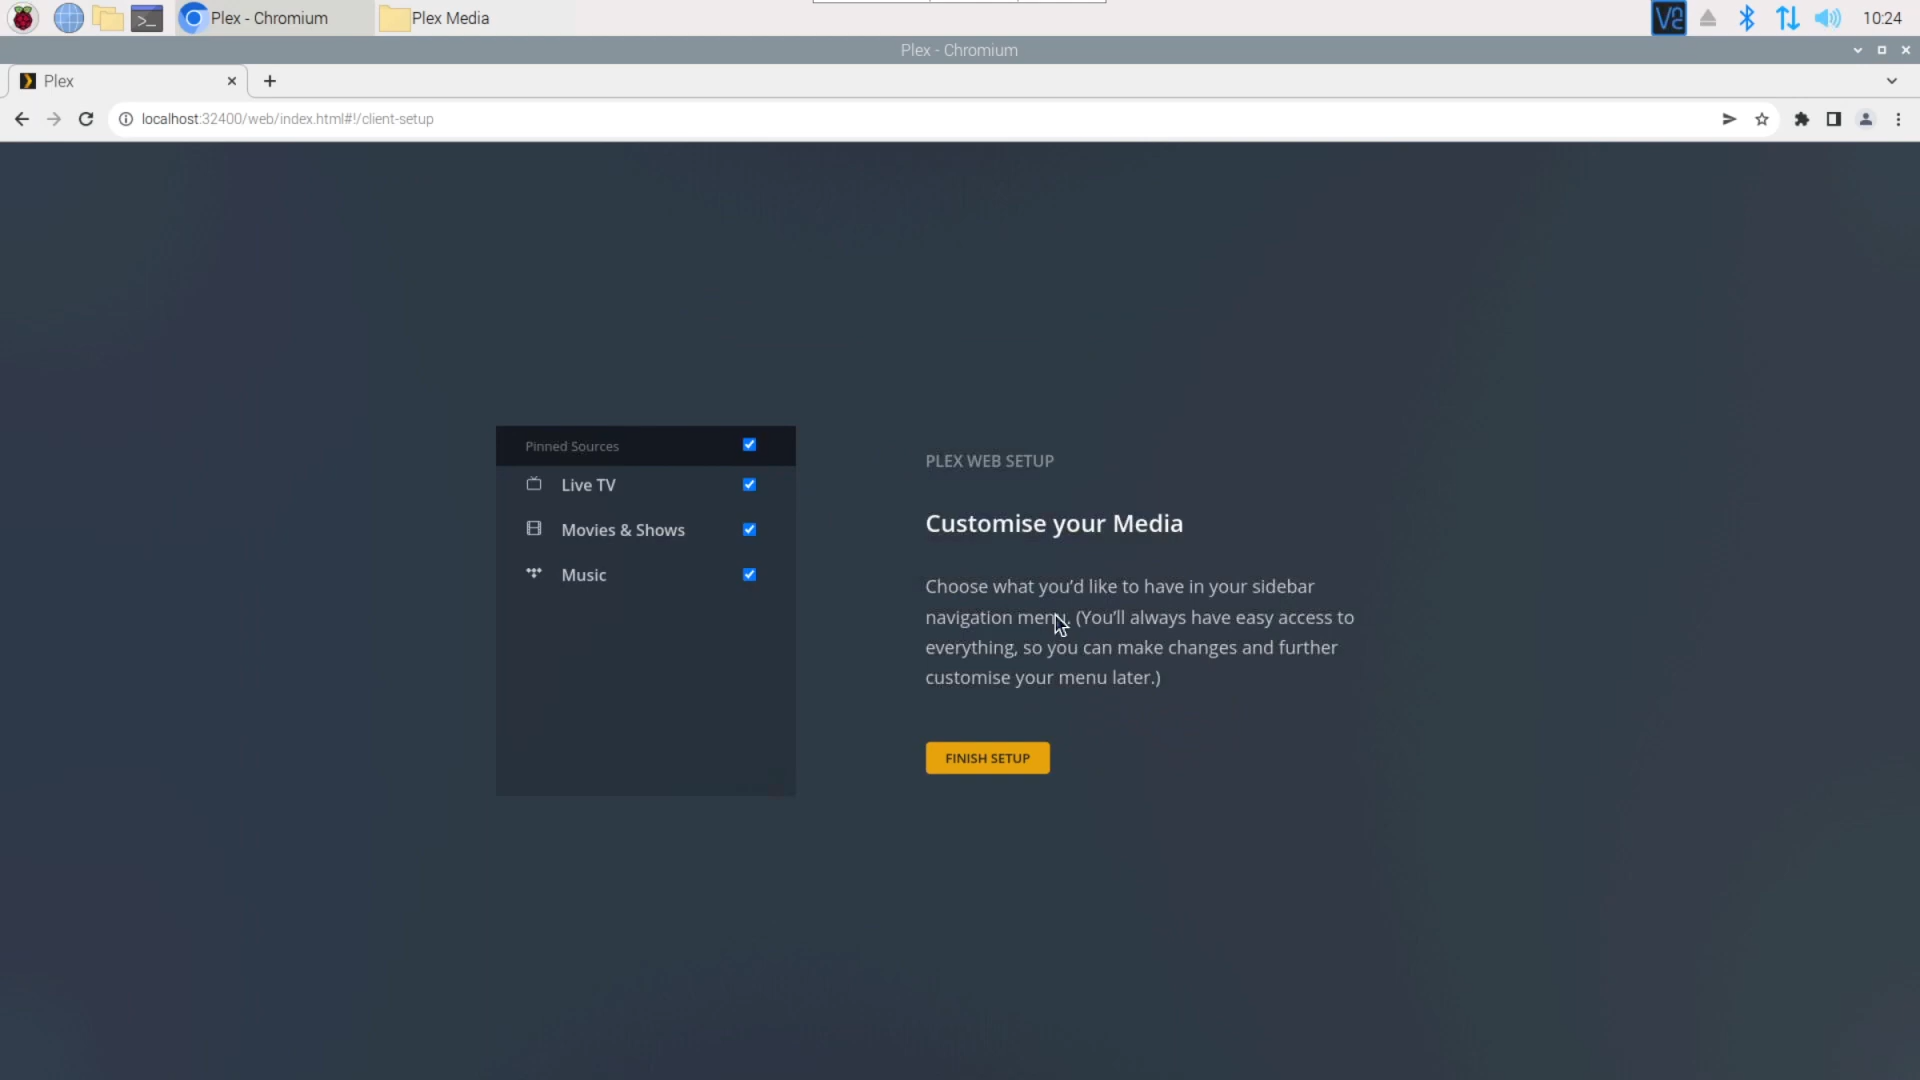 Plex - Chromium
Plex Media
10:24
Plex - Chromium
Plex
localhost:32400/web/index.html#!/client-setup
Pinned Sources
Live TV
Movies & Shows
Music
PLEX WEB SETUP
Customise your Media
Choose what you’d like to have in your sidebar
navigation menu. (You’ll always have easy access to
everything, so you can make changes and further
customise your menu later.)
FINISH SETUP